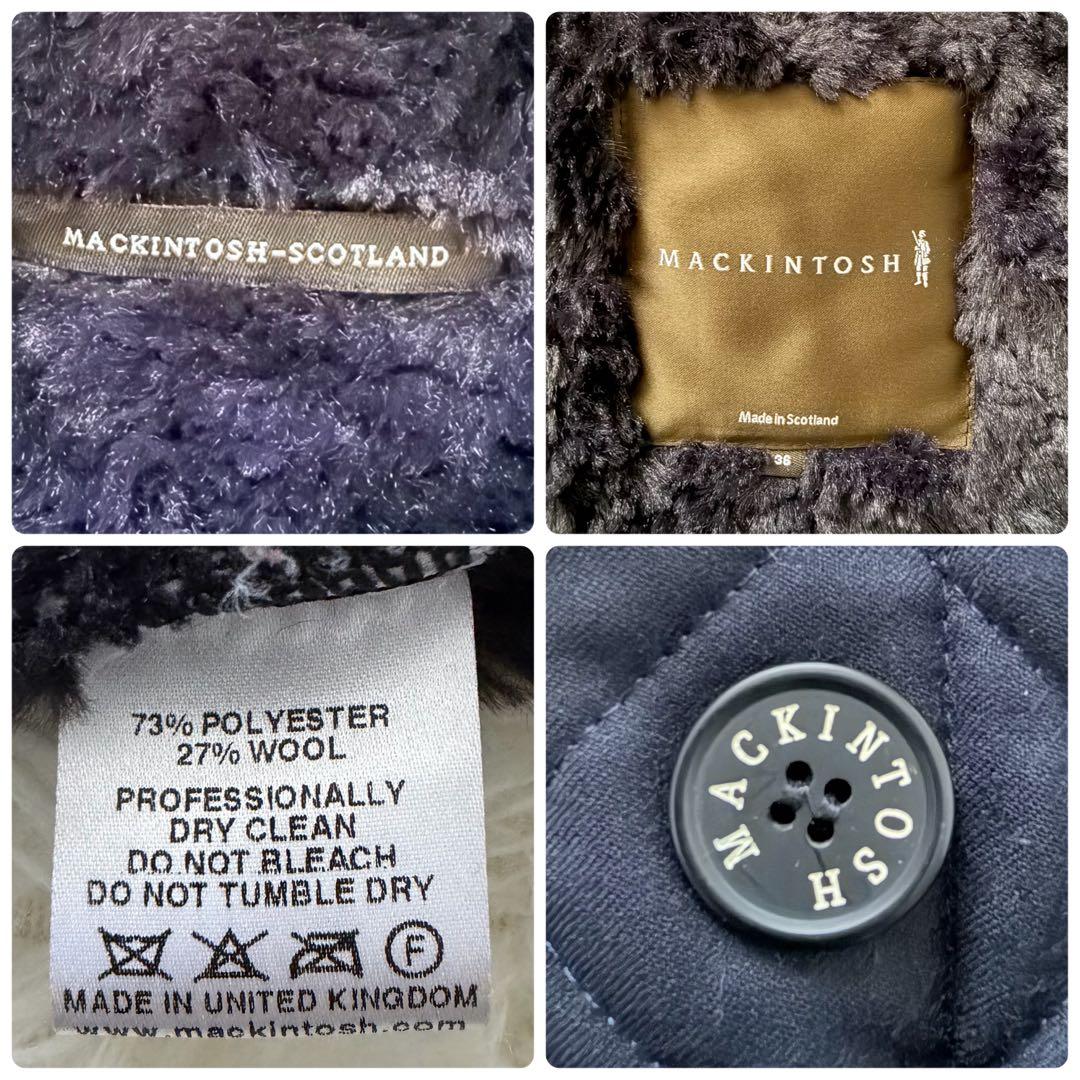 MACKINTOSH-SCOTLAND
MACKINTOSH
Made in Scotland
36
73% POLYESTER
27% WOOL
PROFESSIONALLY
DRY CLEAN
DO NOT BLEACH
DO NOT TUMBLE DRY
F
MADE IN UNITED KINGDOM
www.mackintosh.com
MACKINTOSH